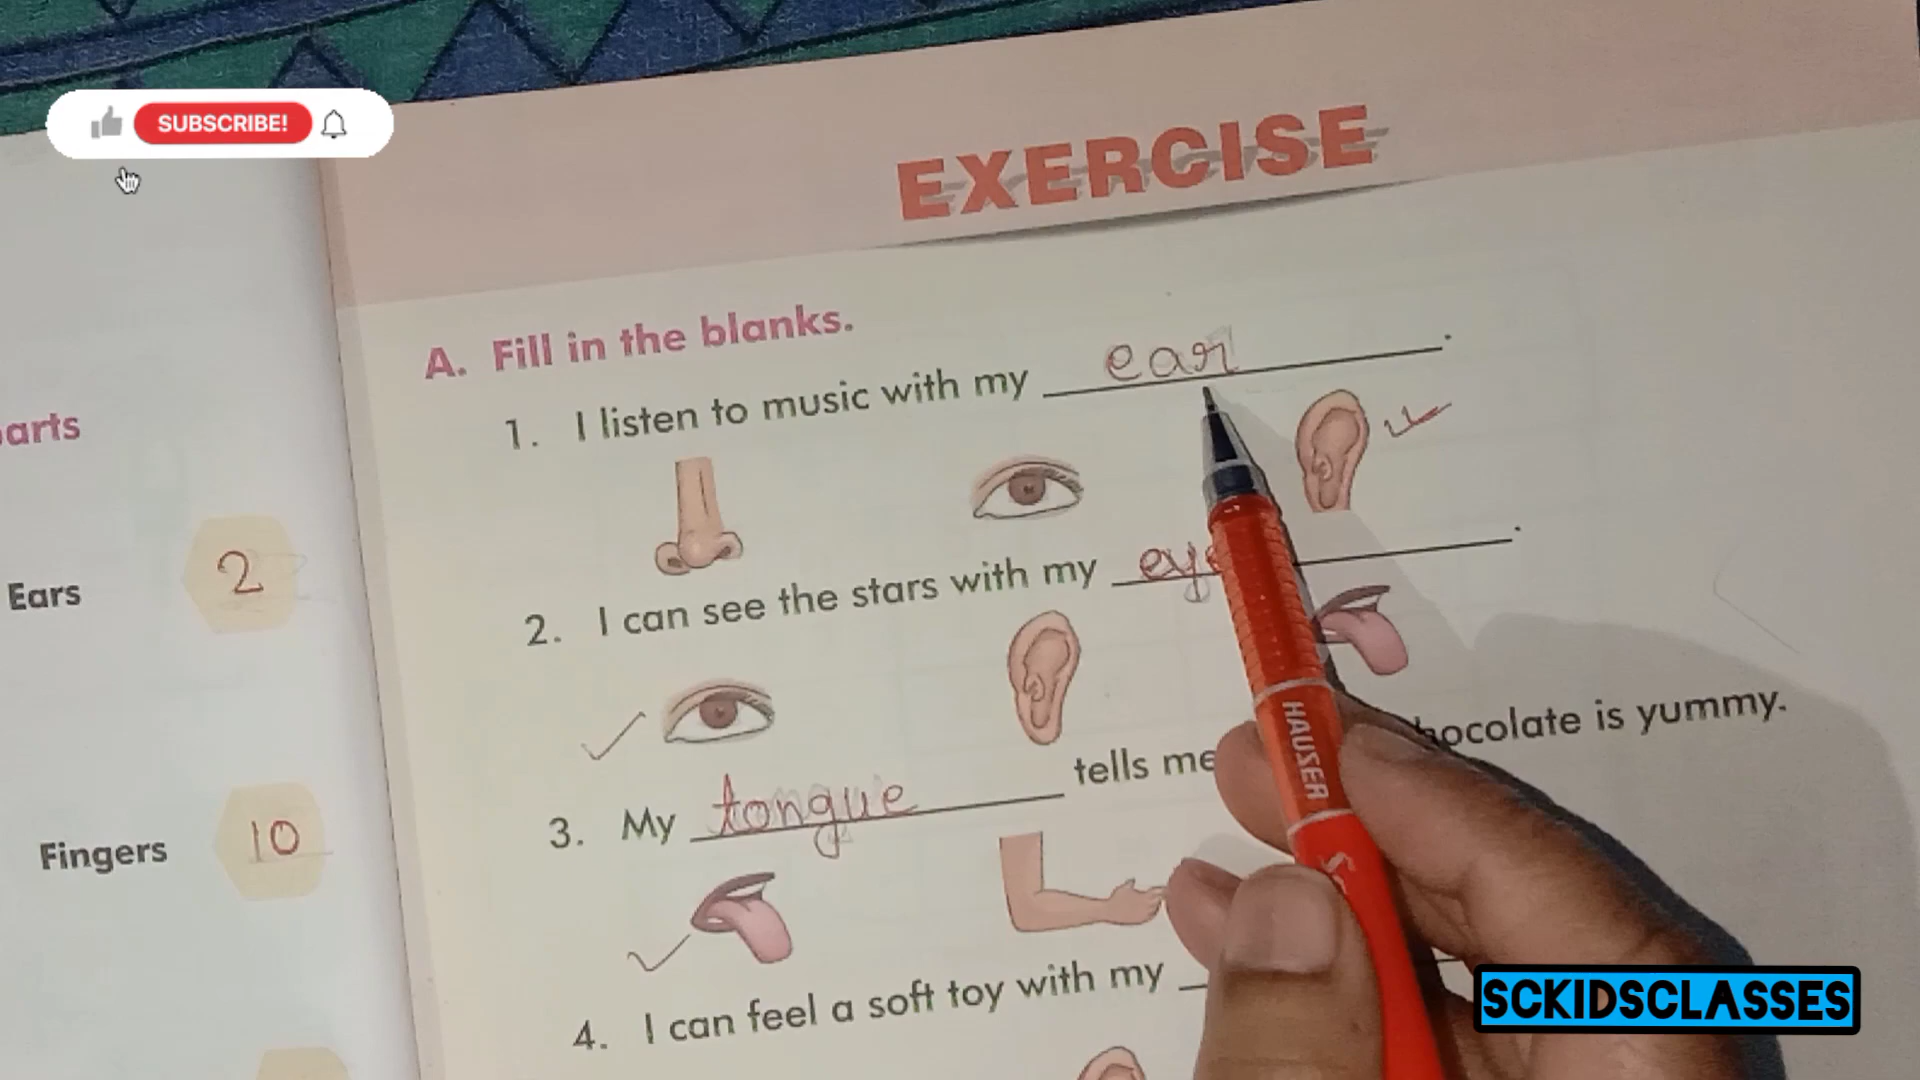 SUBSCRIBE!
EXERCISE
A. Fill in the blanks.
1. I listen to music with my ear.
2. I can see the stars with my eye
3. My tongue tells me
is yummy.
4. I can feel a soft toy with my
Ears 2
Fingers 10
HAUSER
SCKIDSCLASSES